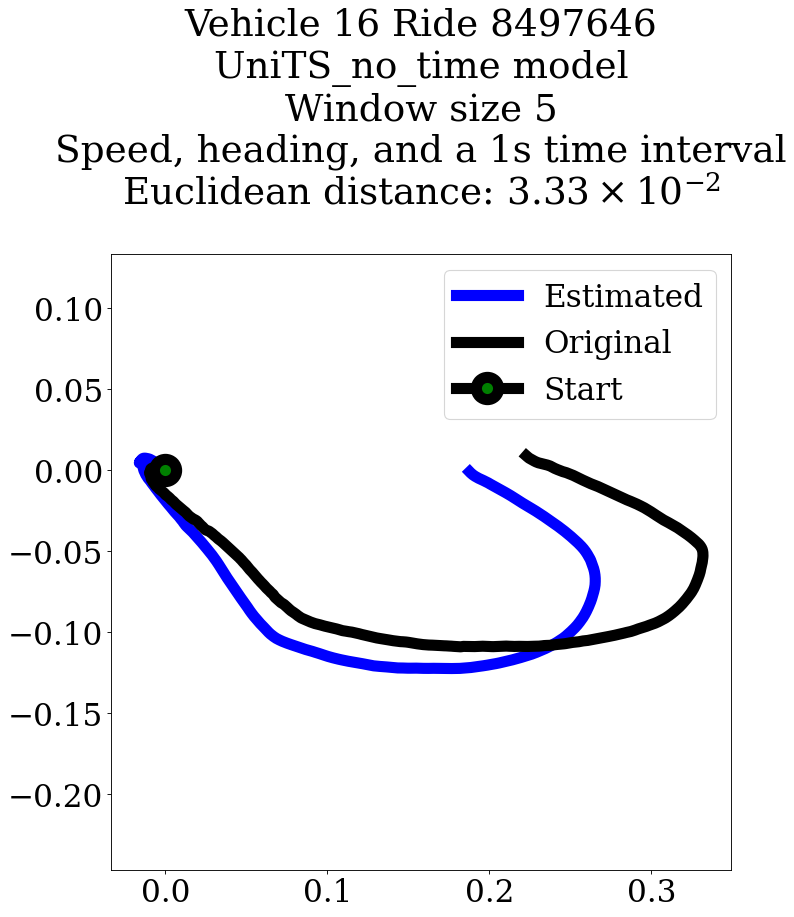 Vehicle 16 Ride 8497646
UniTS_no_time model
Window size 5
Speed, heading, and a 1s time interval
Euclidean distance: 3.33 × 10⁻²
Estimated
Original
Start
0.10
0.05
0.00
−0.05
−0.10
−0.15
−0.20
0.0 0.1 0.2 0.3